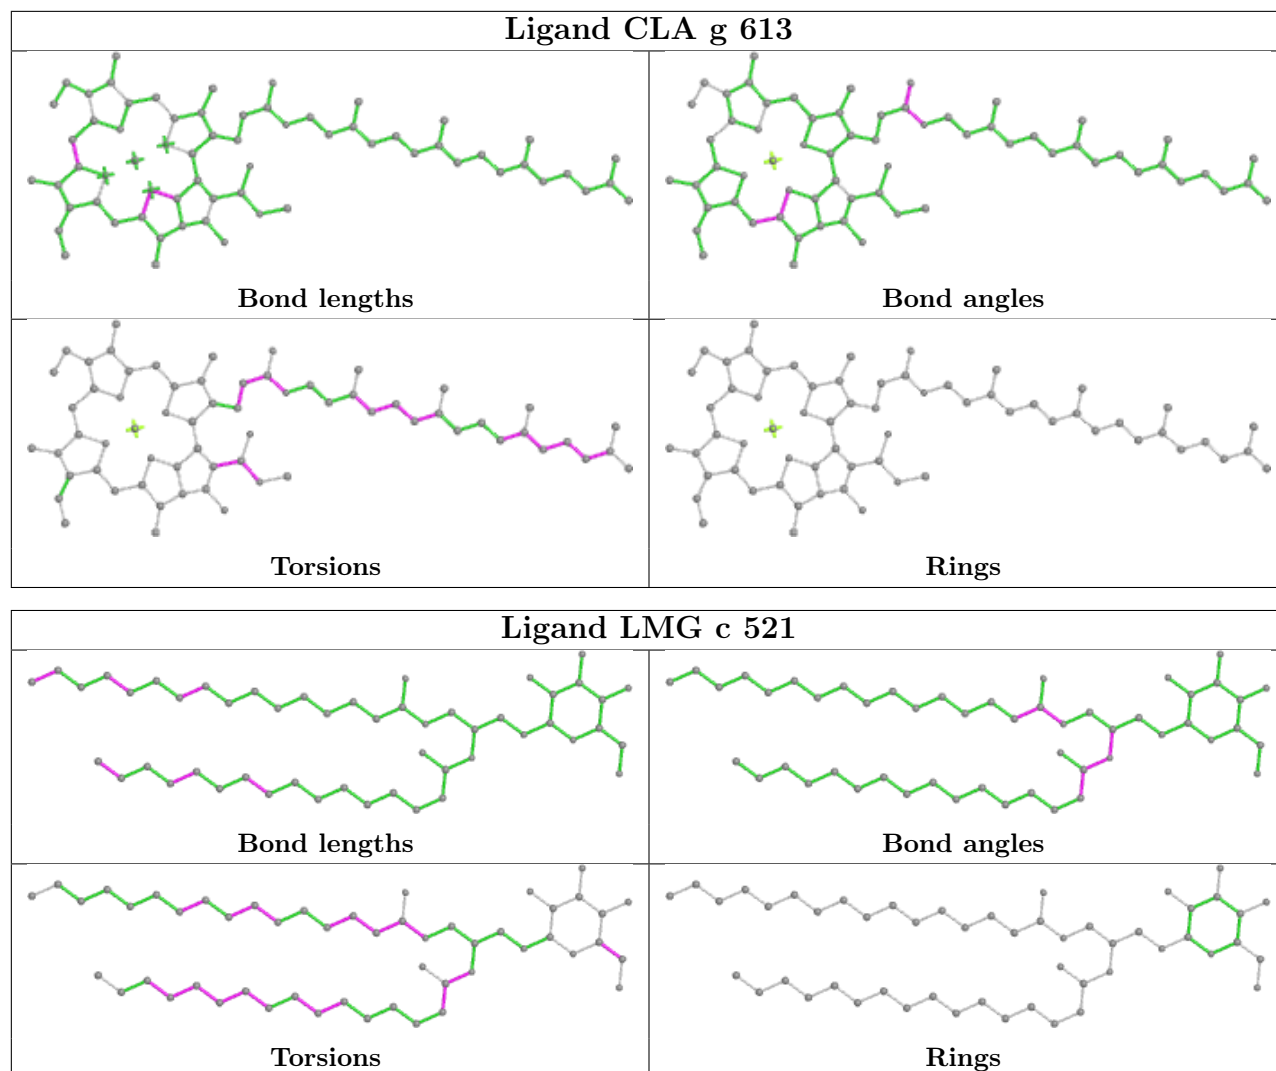 Ligand CLA g 613
Bond lengths
Bond angles
Torsions
Rings
Ligand LMG c 521
Bond lengths
Bond angles
Torsions
Rings